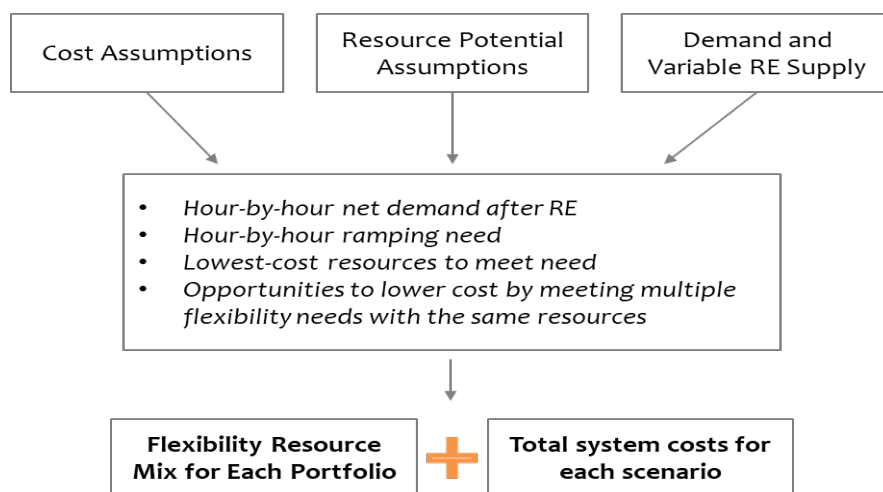 Cost Assumptions
Resource Potential
Assumptions
Demand and
Variable RE Supply
• Hour-by-hour net demand after RE
• Hour-by-hour ramping need
• Lowest-cost resources to meet need
• Opportunities to lower cost by meeting multiple
flexibility needs with the same resources
Flexibility Resource
Mix for Each Portfolio
Total system costs for
each scenario